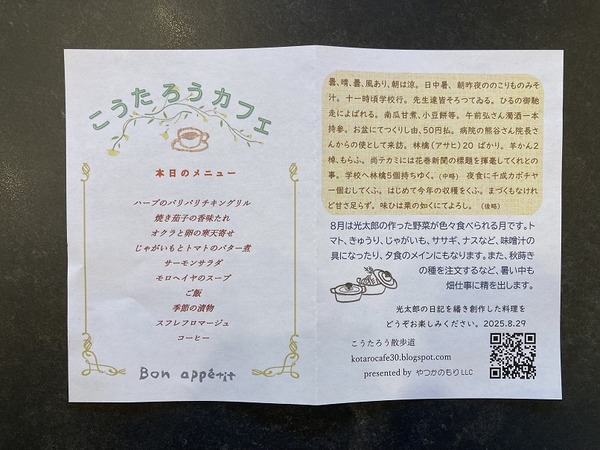 こうたろうカフェ
本日のメニュー
ハーブのパリパリチキングリル
焼き茄子の香味たれ
オクラと卵の寒天寄せ
じゃがいもとトマトのバター煮
サーモンサラダ
モロヘイヤのスープ
ご飯
季節の漬物
スフレフロマージュ
コーヒー
Bon appétit
曇、晴、曇、風あり、朝は涼。日中暑、朝昨夜ののこりものみそ
汁。十一時頃学校行。先生達皆そろつてゐる。ひるの御馳
走によばれる。南瓜甘煮、小豆餅等。午前弘さん濁酒一本
持参。お盆にてつくりし由、50円払。病院の熊谷さん院長さ
んからの使として来訪。林檎（アサヒ）20ばかり。羊かん2
棹、もらふ。尚テカミには花巻新聞の標題を揮毫してくれとの
事。学校へ林檎5個持ちゆく。（中略）夜食に千成カボチヤ
一個むしてくふ。はじめて今年の収穫をくふ。まづくもなけれ
ど甘さ足らず。味ひは栗の如くにてよろし。（後略）
8月は光太郎の作った野菜が色々食べられる月です。ト
マト、きゅうり、じゃがいも、ササギ、ナスなど、味噌汁の
具になったり、夕食のメインにもなります。また、秋蒔き
の種を注文するなど、暑い中も
畑仕事に精を出します。
光太郎の日記を繙き創作した料理を
どうぞお楽しみください。2025.8.29
こうたろう散歩道
kotarocafe30.blogspot.com
presented by やつかのもりLLC